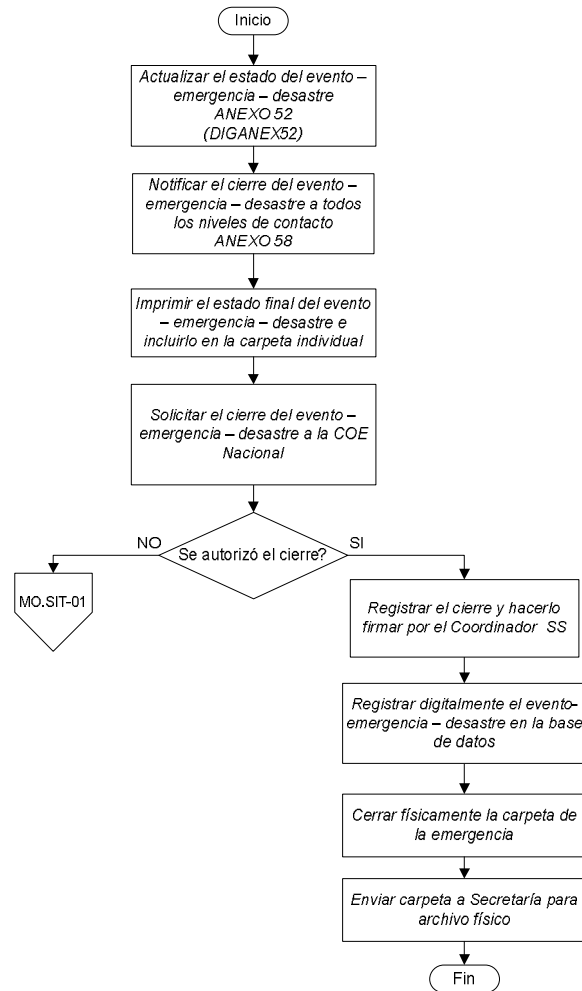 Inicio
Actualizar el estado del evento –
emergencia – desastre
ANEXO 52
(DIGANEX52)
Notificar el cierre del evento –
emergencia – desastre a todos
los niveles de contacto
ANEXO 58
Imprimir el estado final del evento
– emergencia – desastre e
incluirlo en la carpeta individual
Solicitar el cierre del evento –
emergencia – desastre a la COE
Nacional
Se autorizó el cierre?
NO
SI
MO.SIT-01
Registrar el cierre y hacerlo
firmar por el Coordinador SS
Registrar digitalmente el evento-
emergencia – desastre en la base
de datos
Cerrar físicamente la carpeta de
la emergencia
Enviar carpeta a Secretaría para
archivo físico
Fin